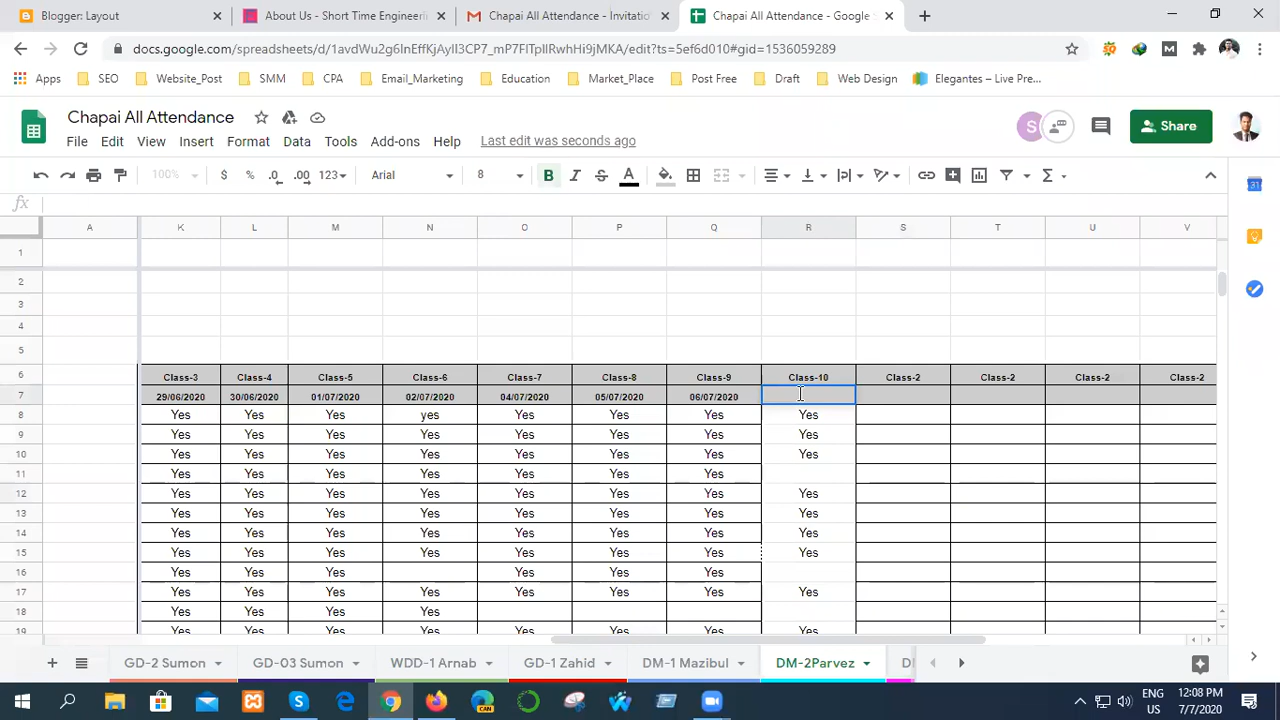 Blogger: Layout
About Us - Short Time Engineeri
Chapai All Attendance - Invitatio
Chapai All Attendance - Google
docs.google.com/spreadsheets/d/1avdWu2g6InEffKjAylI3CP7_mP7FlTpIlRwhHi9jMKA/edit?ts=5ef6d010#gid=1536059289
Apps SEO Website_Post SMM CPA Email_Marketing Education Market_Place Post Free Draft Web Design Elegantes – Live Pre...
Chapai All Attendance
S
Share
File Edit View Insert Format Data Tools Add-ons Help Last edit was seconds ago
100% $ % .0 .00 123 Arial 8 B I S A
fx
A K L M N O P Q R S T U V
1
2
3
4
5
6 Class-3 Class-4 Class-5 Class-6 Class-7 Class-8 Class-9 Class-10 Class-2 Class-2 Class-2 Class-2
7 29/06/2020 30/06/2020 01/07/2020 02/07/2020 04/07/2020 05/07/2020 06/07/2020
8 Yes Yes Yes yes Yes Yes Yes Yes
9 Yes Yes Yes Yes Yes Yes Yes Yes
10 Yes Yes Yes Yes Yes Yes Yes Yes
11 Yes Yes Yes Yes Yes Yes Yes
12 Yes Yes Yes Yes Yes Yes Yes Yes
13 Yes Yes Yes Yes Yes Yes Yes Yes
14 Yes Yes Yes Yes Yes Yes Yes Yes
15 Yes Yes Yes Yes Yes Yes Yes Yes
16 Yes Yes Yes Yes Yes Yes
17 Yes Yes Yes Yes Yes Yes Yes Yes
18 Yes Yes Yes Yes
19 Yes Yes Yes Yes Yes Yes Yes Yes
GD-2 Sumon GD-03 Sumon WDD-1 Arnab GD-1 Zahid DM-1 Mazibul DM-2Parvez
ENG 12:08 PM
US 7/7/2020